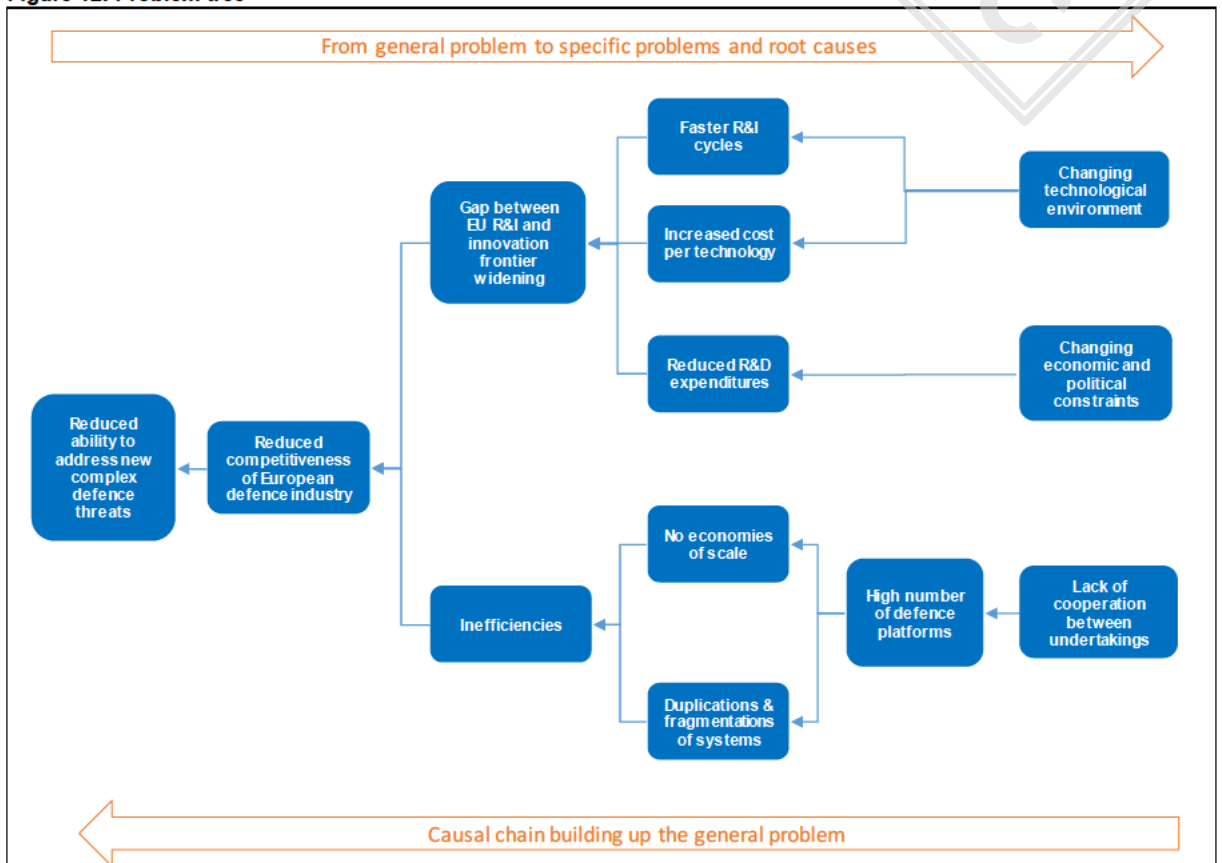 From general problem to specific problems and root causes
Faster R&I
cycles
Changing
technological
environment
Gap between
EU R&I and
innovation
frontier
widening
Increased cost
per technology
Reduced R&D
expenditures
Changing
economic and
political
constraints
Reduced
ability to
address new
complex
defence
threats
Reduced
competitiveness
of European
defence industry
No economies
of scale
Inefficiencies
High number
of defence
platforms
Lack of
cooperation
between
undertakings
Duplications &
fragmentations
of systems
Causal chain building up the general problem